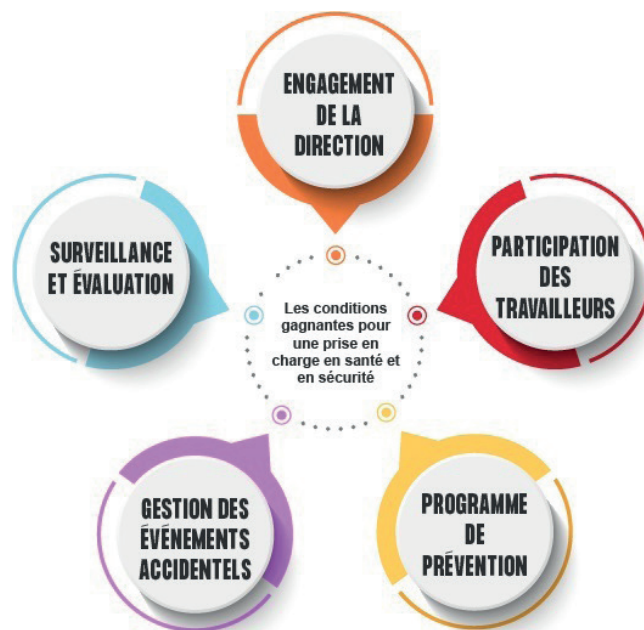 ENGAGEMENT
DE LA
DIRECTION
SURVEILLANCE
ET ÉVALUATION
PARTICIPATION
DES
TRAVAILLEURS
Les conditions
gagnantes pour
une prise en
charge en santé et
en sécurité
GESTION DES
ÉVÉNEMENTS
ACCIDENTELS
PROGRAMME
DE
PRÉVENTION